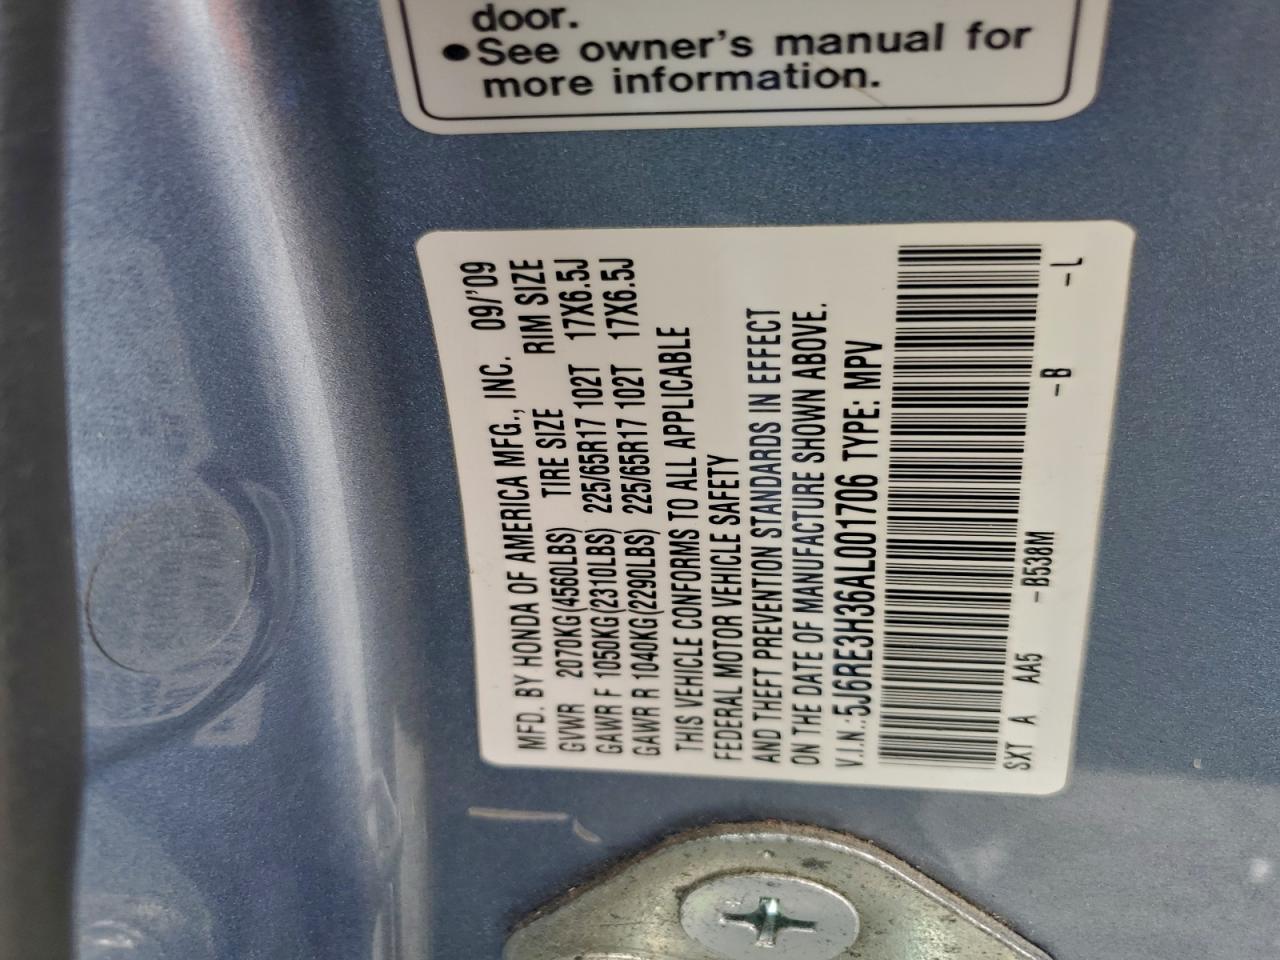 door.
● See owner's manual for
more information.
MFD. BY HONDA OF AMERICA MFG., INC. 09/'09
GVWR 2070KG(4560LBS) TIRE SIZE RIM SIZE
GAWR F 1050KG(2310LBS) 225/65R17 102T 17X6.5J
GAWR R 1040KG(2290LBS) 225/65R17 102T 17X6.5J
THIS VEHICLE CONFORMS TO ALL APPLICABLE
FEDERAL MOTOR VEHICLE SAFETY
AND THEFT PREVENTION STANDARDS IN EFFECT
ON THE DATE OF MANUFACTURE SHOWN ABOVE.
V.I.N.:5J6RE3H36AL001706 TYPE: MPV
SXT A AA5 -B538M -B -L